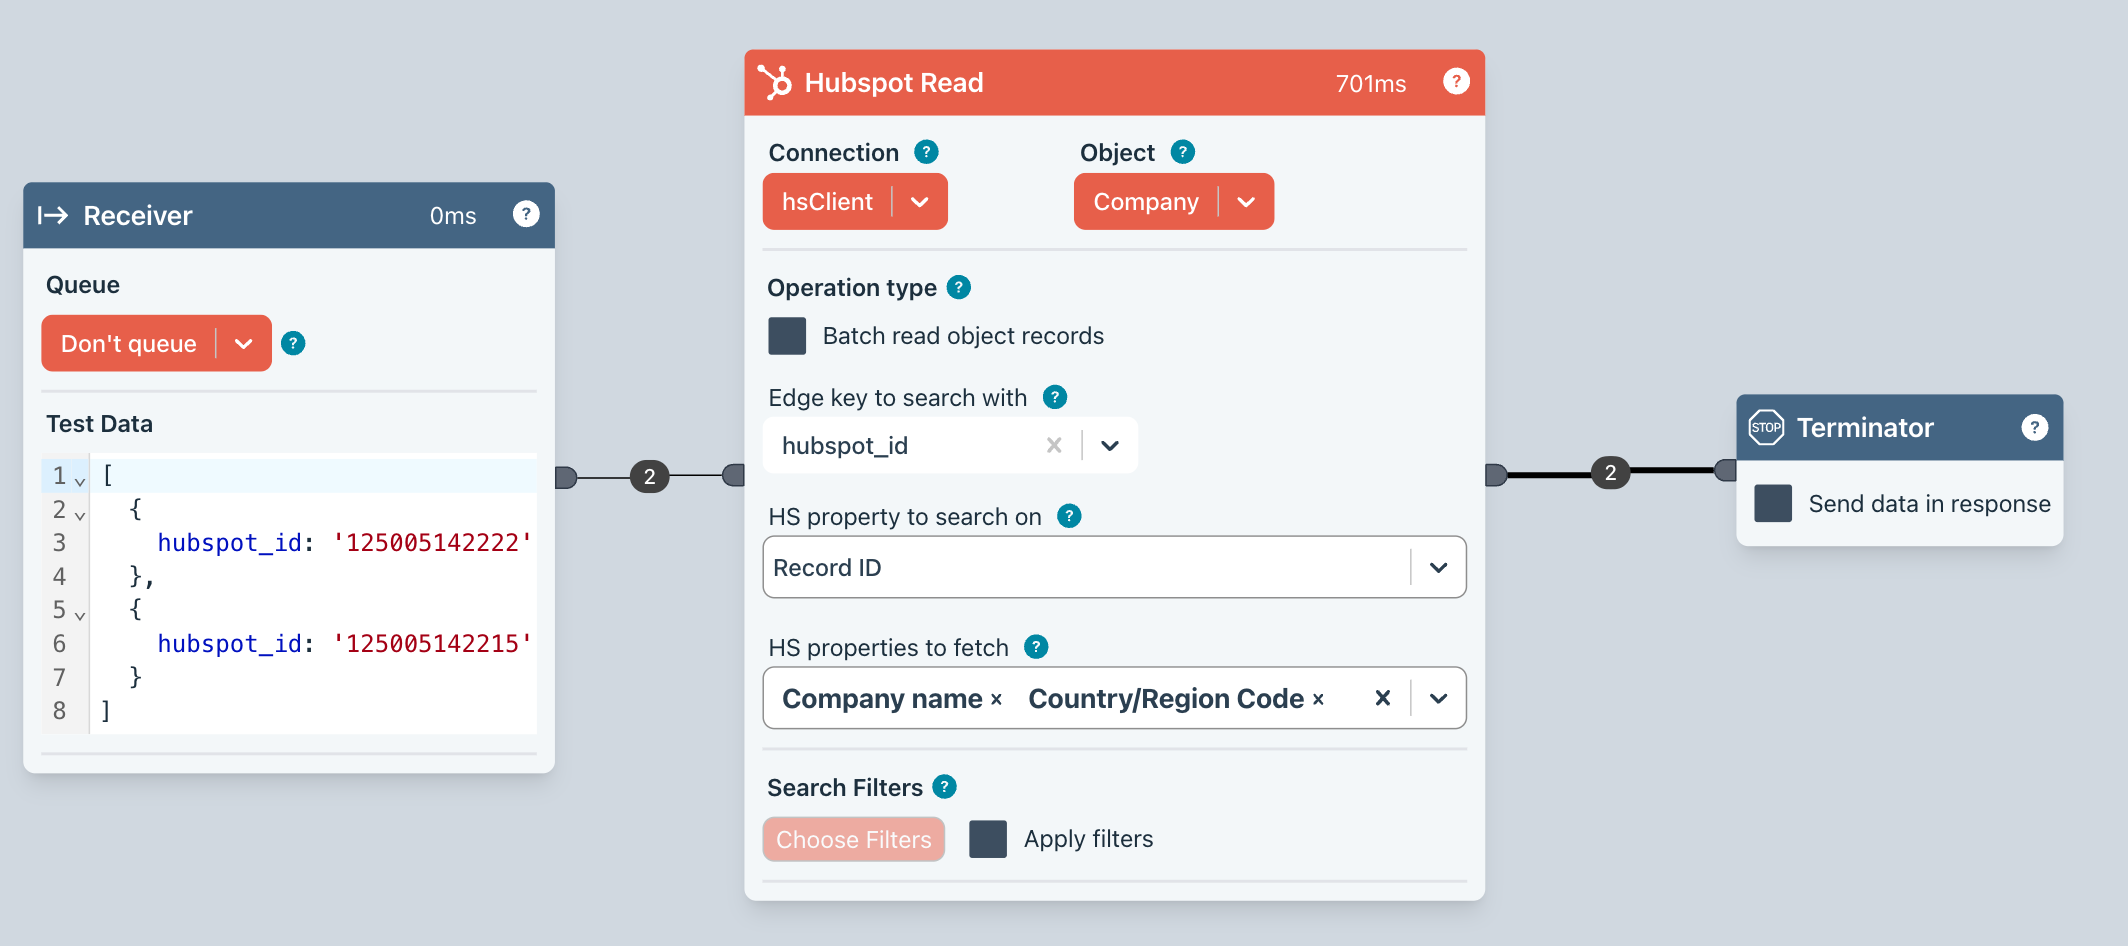 Receiver
0ms
?
Queue
Don't queue
?
Test Data
1 [
2 {
3 hubspot_id: '125005142222'
4 },
5 {
6 hubspot_id: '125005142215'
7 }
8 ]
2
Hubspot Read
701ms
?
Connection ?
Object ?
hsClient
Company
Operation type ?
Batch read object records
Edge key to search with ?
hubspot_id
HS property to search on ?
Record ID
HS properties to fetch ?
Company name × Country/Region Code ×
Search Filters ?
Choose Filters
Apply filters
2
STOP
Terminator
?
Send data in response